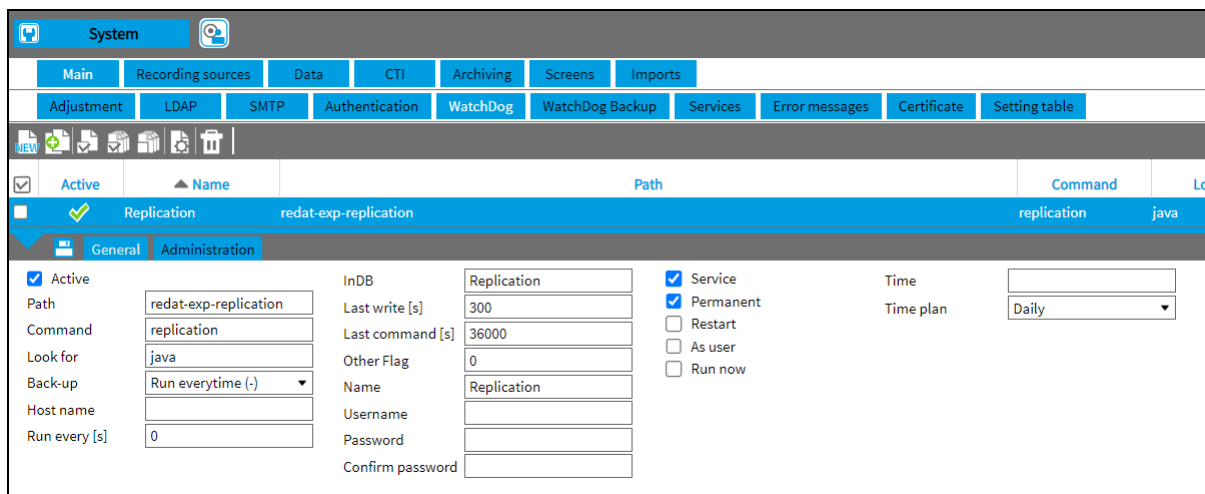 System
Main Recording sources Data CTI Archiving Screens Imports
Adjustment LDAP SMTP Authentication WatchDog WatchDog Backup Services Error messages Certificate Setting table
NEW
Active Name Path Command Lo
Replication redat-exp-replication replication java
General Administration
Active InDB Replication Service Time
Path redat-exp-replication Last write [s] 300 Permanent Time plan Daily
Command replication Last command [s] 36000 Restart
Look for java Other Flag 0 As user
Back-up Run everytime (-) Name Replication Run now
Host name Username
Run every [s] 0 Password
Confirm password